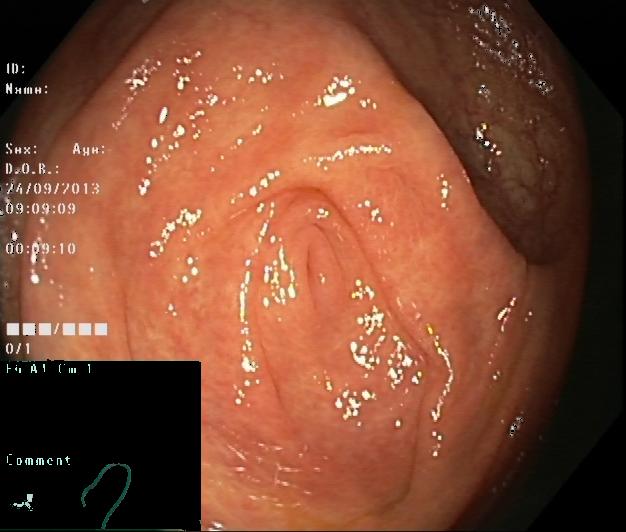 ID:
Name:
Sex: Age:
D.O.B.:
24/09/2013
09:09:09
00:09:10
■■■/■■■
0/1
Comment